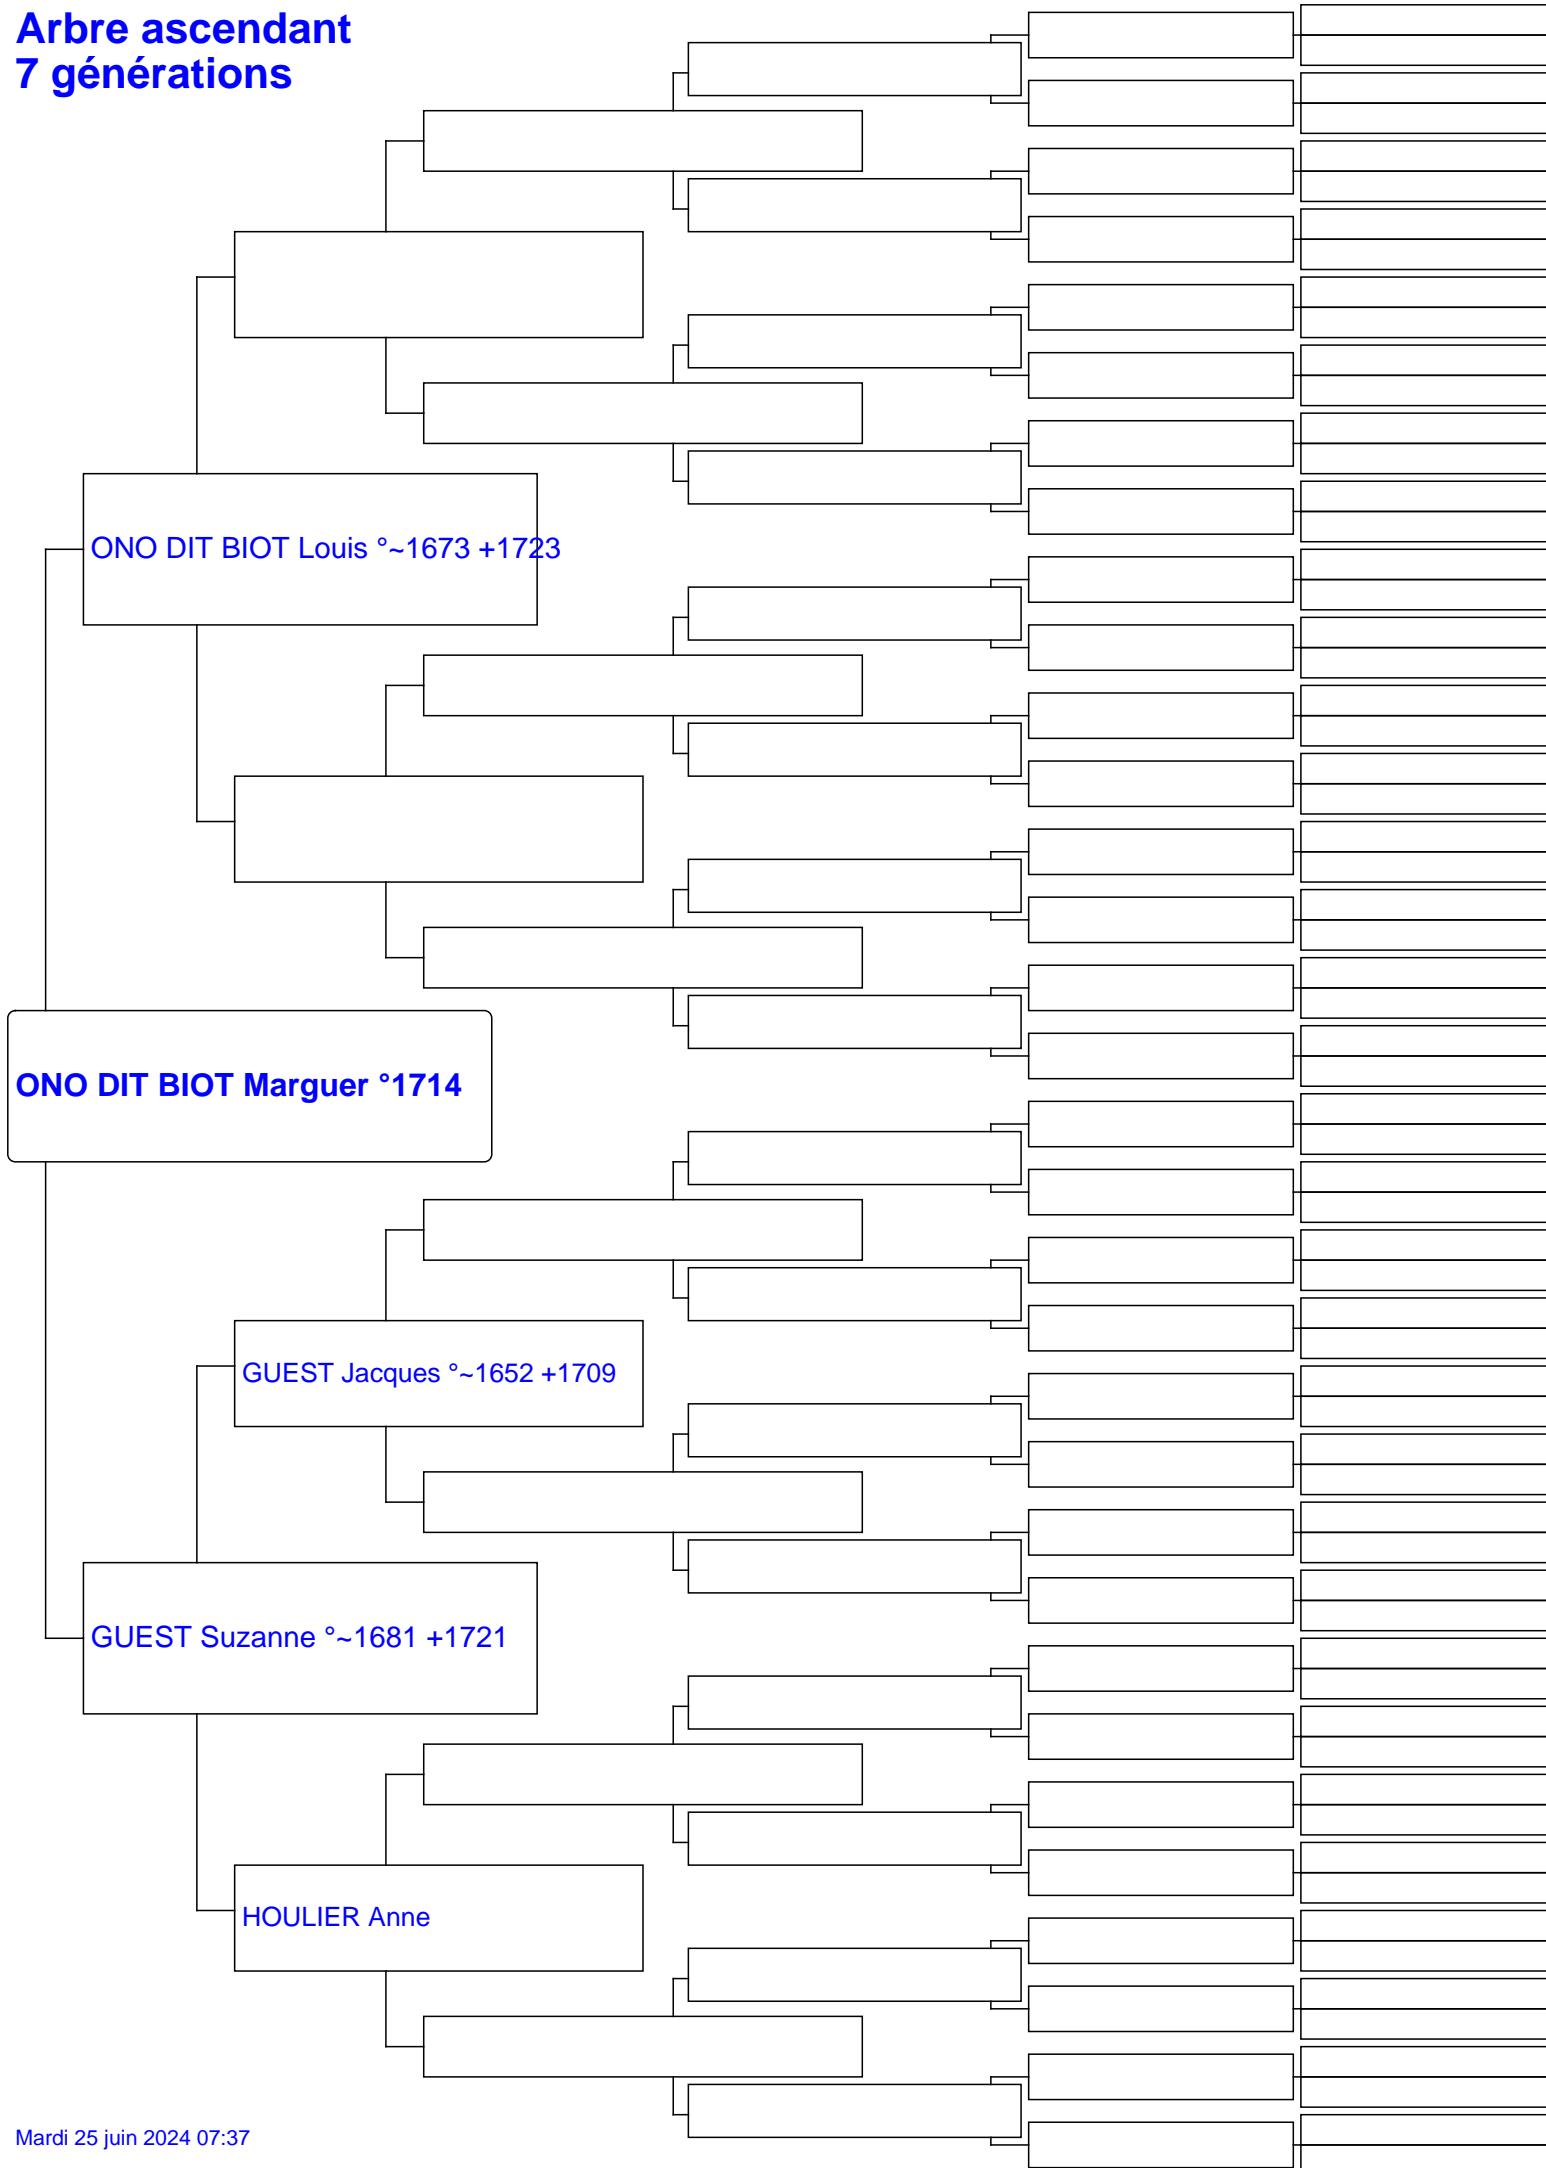 Arbre ascendant
7 générations
ONO DIT BIOT Louis °~1673 +1723
ONO DIT BIOT Marguer °1714
GUEST Jacques °~1652 +1709
GUEST Suzanne °~1681 +1721
HOULIER Anne
Mardi 25 juin 2024 07:37